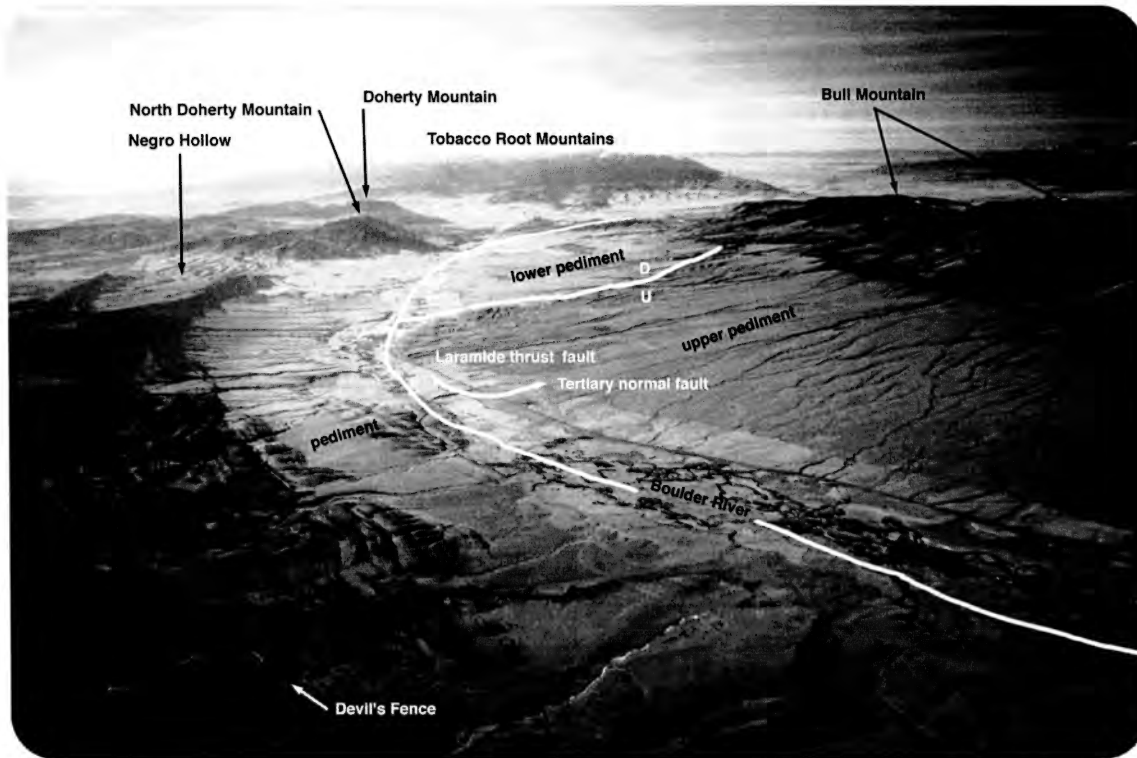 Doherty Mountain
Bull Mountain
North Doherty Mountain
Negro Hollow
Tobacco Root Mountains
lower pediment
D
U
upper pediment
Laramide thrust fault
Tertiary normal fault
pediment
Boulder River
Devil's Fence